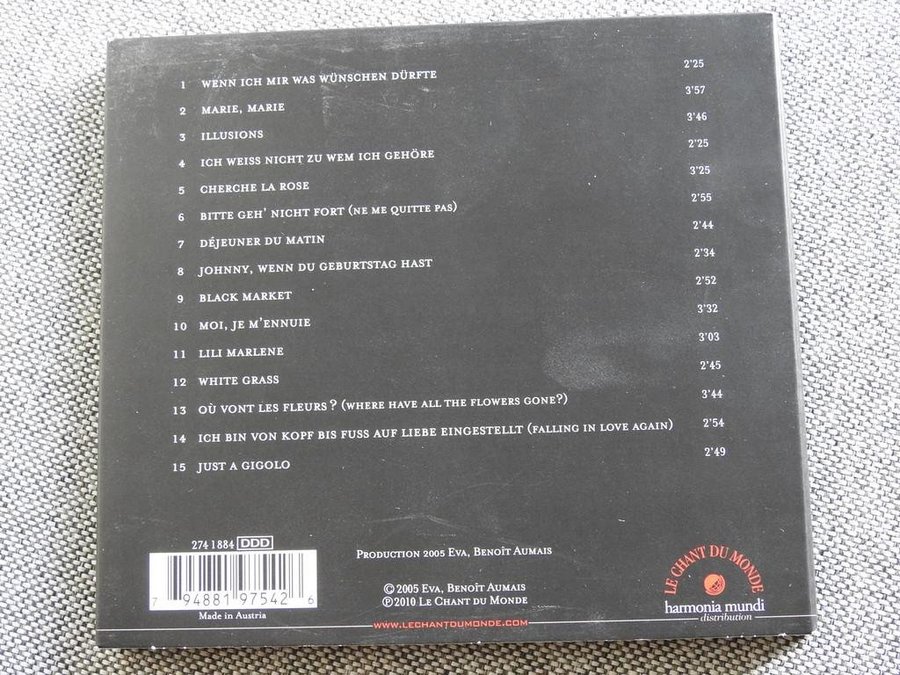 1 WENN ICH MIR WAS WÜNSCHEN DÜRFTE 2'25
2 MARIE, MARIE 3'57
3 ILLUSIONS 3'46
4 ICH WEISS NICHT ZU WEM ICH GEHÖRE 2'25
5 CHERCHE LA ROSE 3'25
6 BITTE GEH' NICHT FORT (NE ME QUITTE PAS) 2'55
7 DÉJEUNER DU MATIN 2'44
8 JOHNNY, WENN DU GEBURTSTAG HAST 2'34
9 BLACK MARKET 2'52
10 MOI, JE M'ENNUIE 3'32
11 LILI MARLENE 3'03
12 WHITE GRASS 2'45
13 OÙ VONT LES FLEURS ? (WHERE HAVE ALL THE FLOWERS GONE?) 3'44
14 ICH BIN VON KOPF BIS FUSS AUF LIEBE EINGESTELLT (FALLING IN LOVE AGAIN) 2'54
15 JUST A GIGOLO 2'49
274 1884 DDD
7 94881 97542 6
Made in Austria
PRODUCTION 2005 EVA, BENOÎT AUMAIS
© 2005 EVA, BENOÎT AUMAIS
℗ 2010 LE CHANT DU MONDE
WWW.LECHANTDUMONDE.COM
LE CHANT DU MONDE
harmonia mundi
distribution